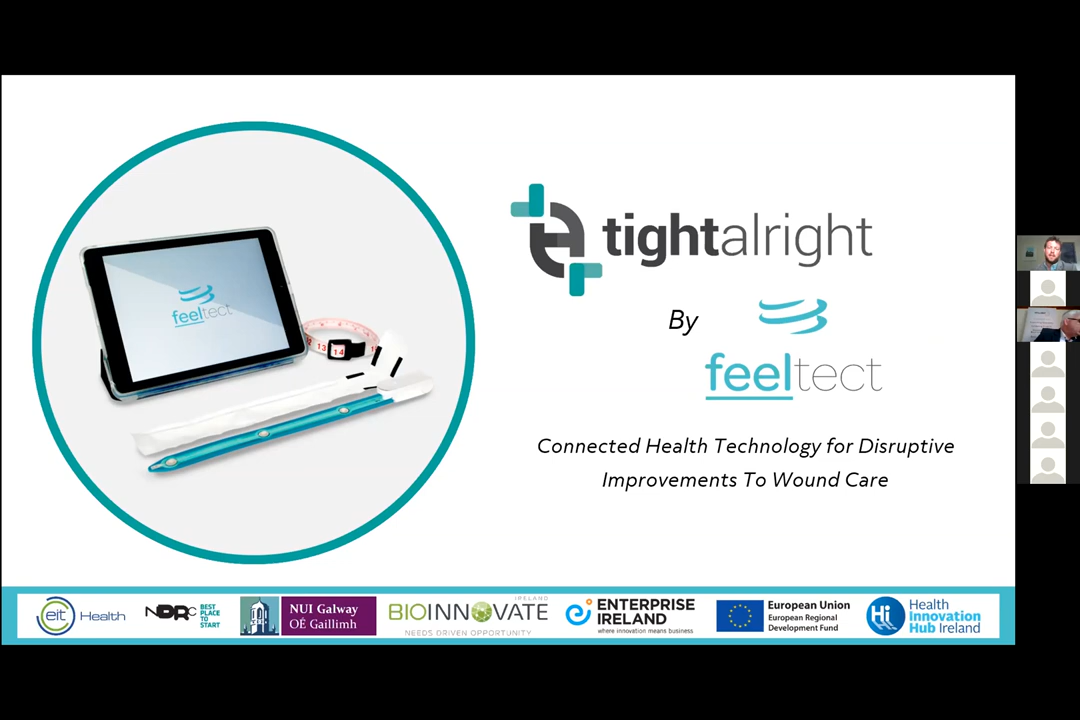 feeltect
13
14
tightalright
By
feeltect
Connected Health Technology for Disruptive
Improvements To Wound Care
eit Health
NDRC BEST
PLACE
TO
START
NUI Galway
OÉ Gaillimh
IRELAND
BIOINNOVATE
NEEDS DRIVEN OPPORTUNITY
ENTERPRISE
IRELAND
where innovation means business
European Union
European Regional
Development Fund
Hi
Health
Innovation
Hub Ireland